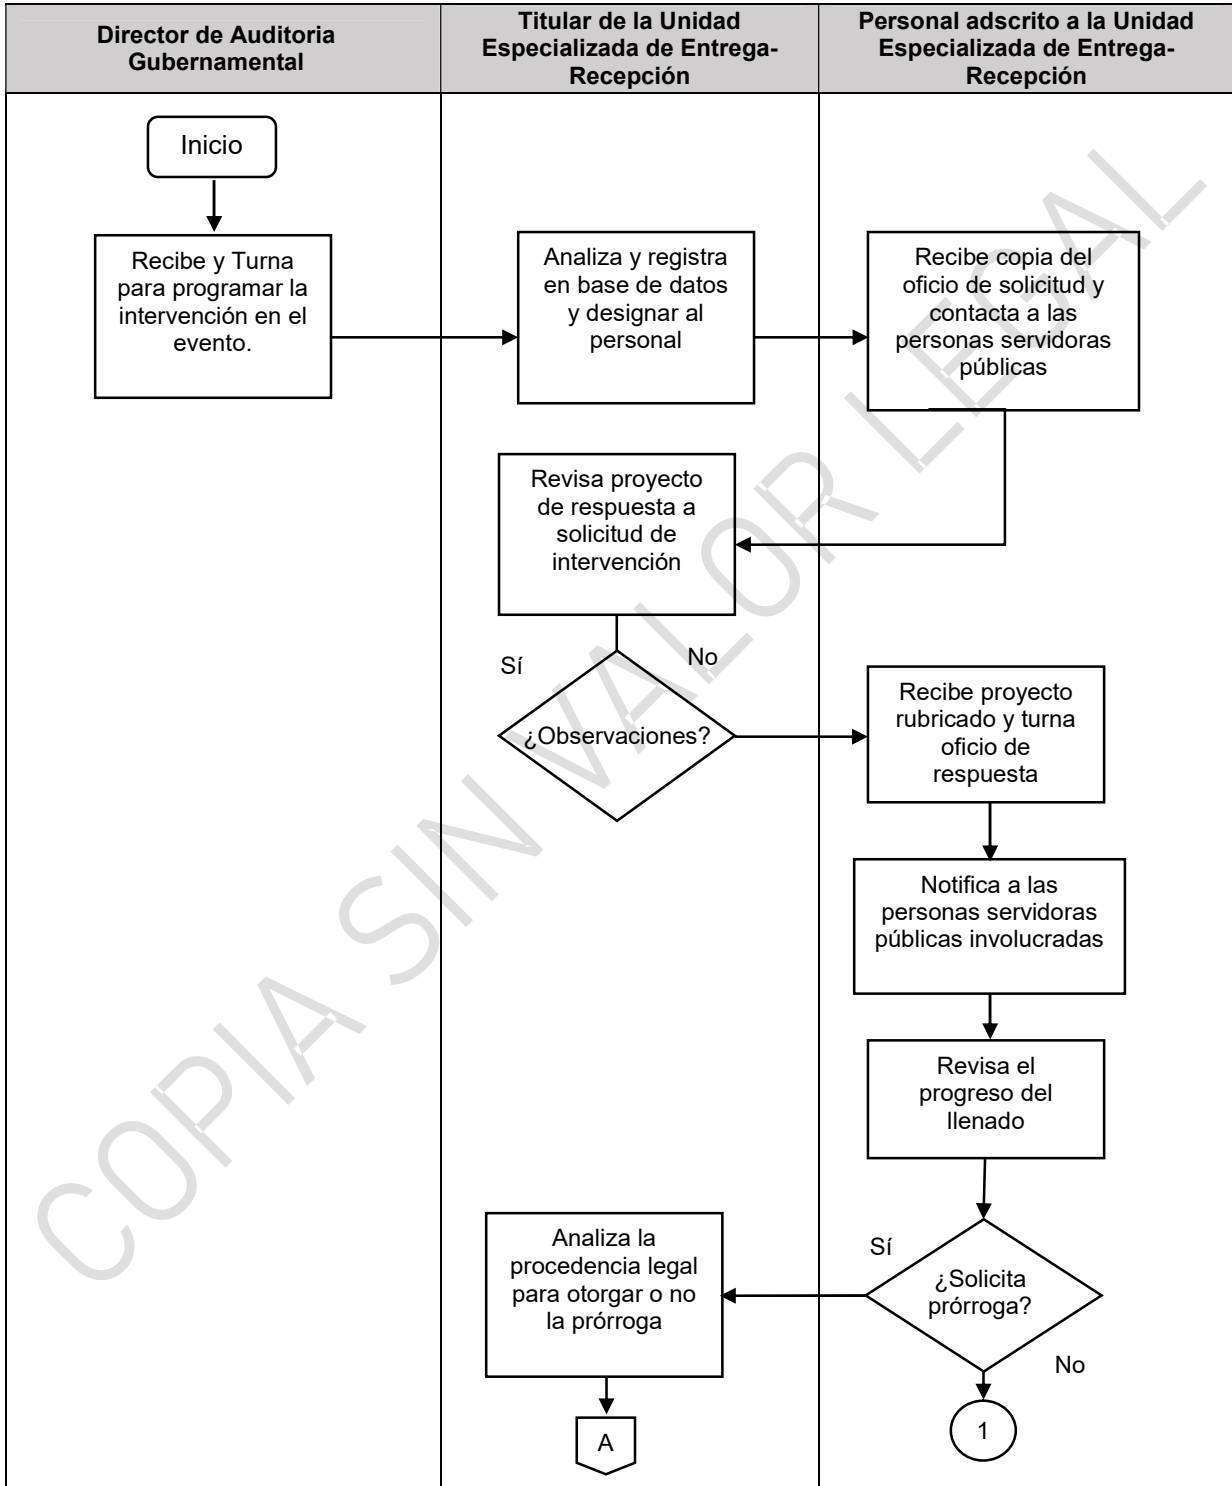 Director de Auditoria
Gubernamental
Titular de la Unidad
Especializada de Entrega-
Recepción
Personal adscrito a la Unidad
Especializada de Entrega-
Recepción
Inicio
Recibe y Turna
para programar la
intervención en el
evento.
Analiza y registra
en base de datos
y designar al
personal
Recibe copia del
oficio de solicitud y
contacta a las
personas servidoras
públicas
Revisa proyecto
de respuesta a
solicitud de
intervención
Sí
No
¿Observaciones?
Recibe proyecto
rubricado y turna
oficio de
respuesta
Notifica a las
personas servidoras
públicas involucradas
Revisa el
progreso del
llenado
Sí
¿Solicita
prórroga?
No
Analiza la
procedencia legal
para otorgar o no
la prórroga
A
1
COPIA SIN VALOR LEGAL